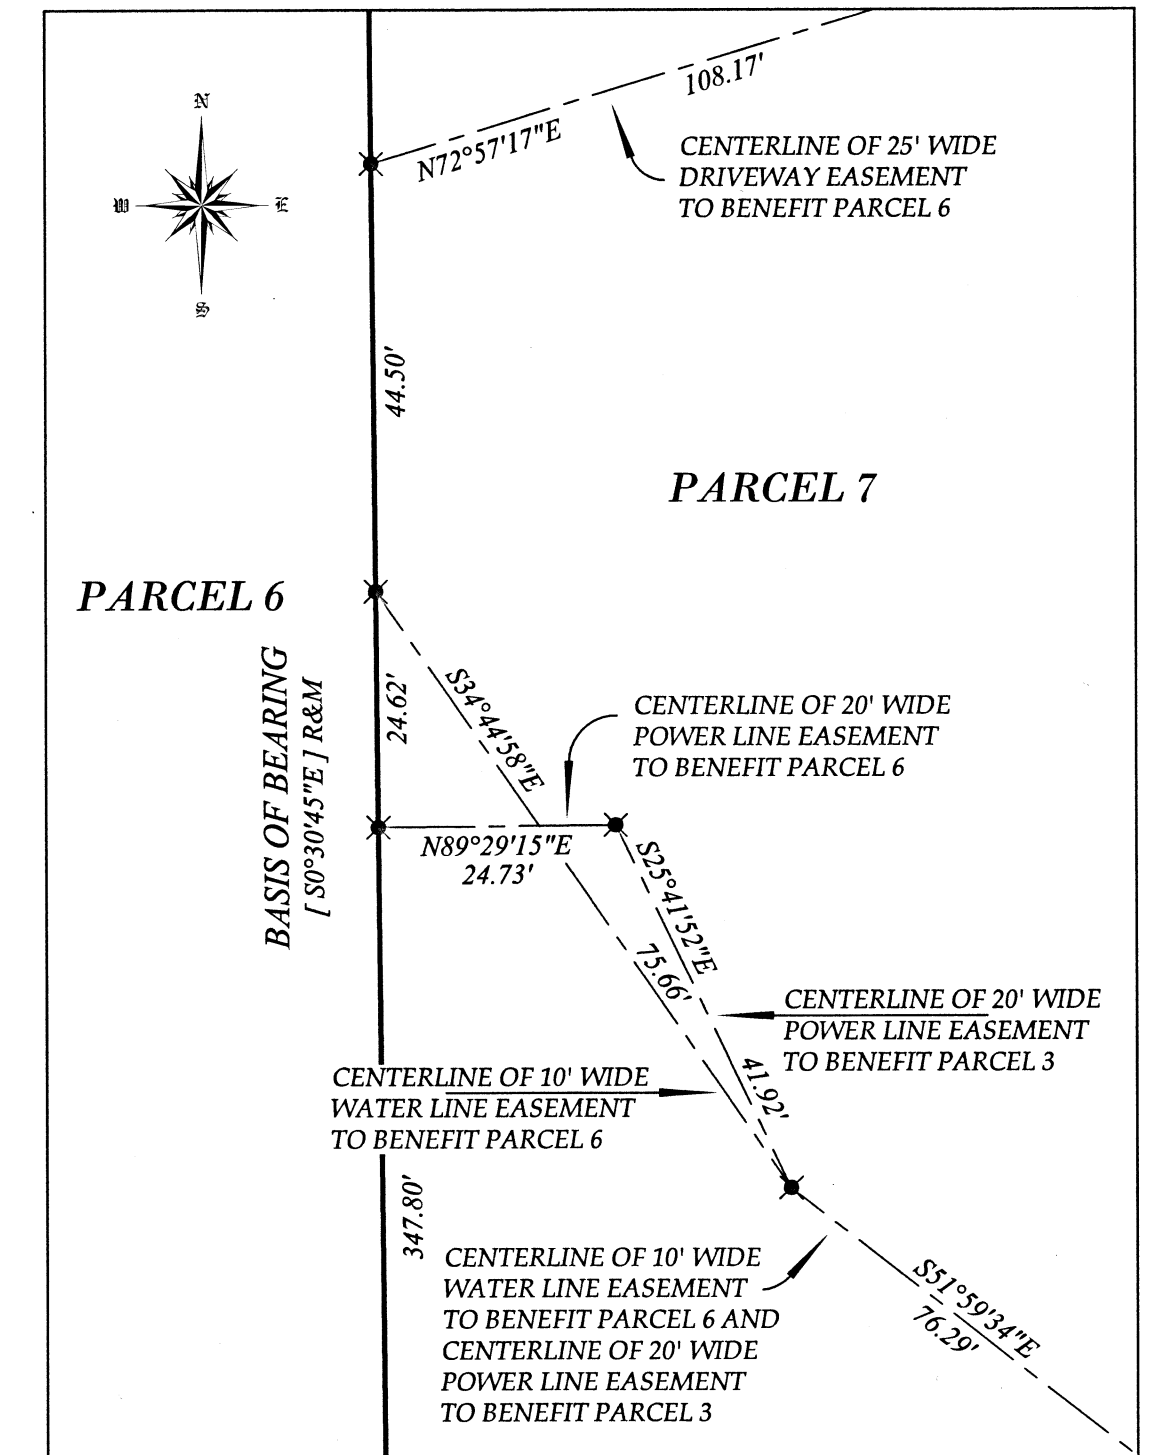 N
W
E
S
108.17'
N72°57'17"E
CENTERLINE OF 25' WIDE
DRIVEWAY EASEMENT
TO BENEFIT PARCEL 6
44.50'
PARCEL 7
PARCEL 6
BASIS OF BEARING
[ S0°30'45"E ] R&M
24.62'
S34°44'58"E
CENTERLINE OF 20' WIDE
POWER LINE EASEMENT
TO BENEFIT PARCEL 6
N89°29'15"E
24.73'
S25°41'52"E
75.66'
CENTERLINE OF 20' WIDE
POWER LINE EASEMENT
TO BENEFIT PARCEL 3
41.92'
CENTERLINE OF 10' WIDE
WATER LINE EASEMENT
TO BENEFIT PARCEL 6
347.80'
CENTERLINE OF 10' WIDE
WATER LINE EASEMENT
TO BENEFIT PARCEL 6 AND
CENTERLINE OF 20' WIDE
POWER LINE EASEMENT
TO BENEFIT PARCEL 3
S51°59'34"E
76.29'